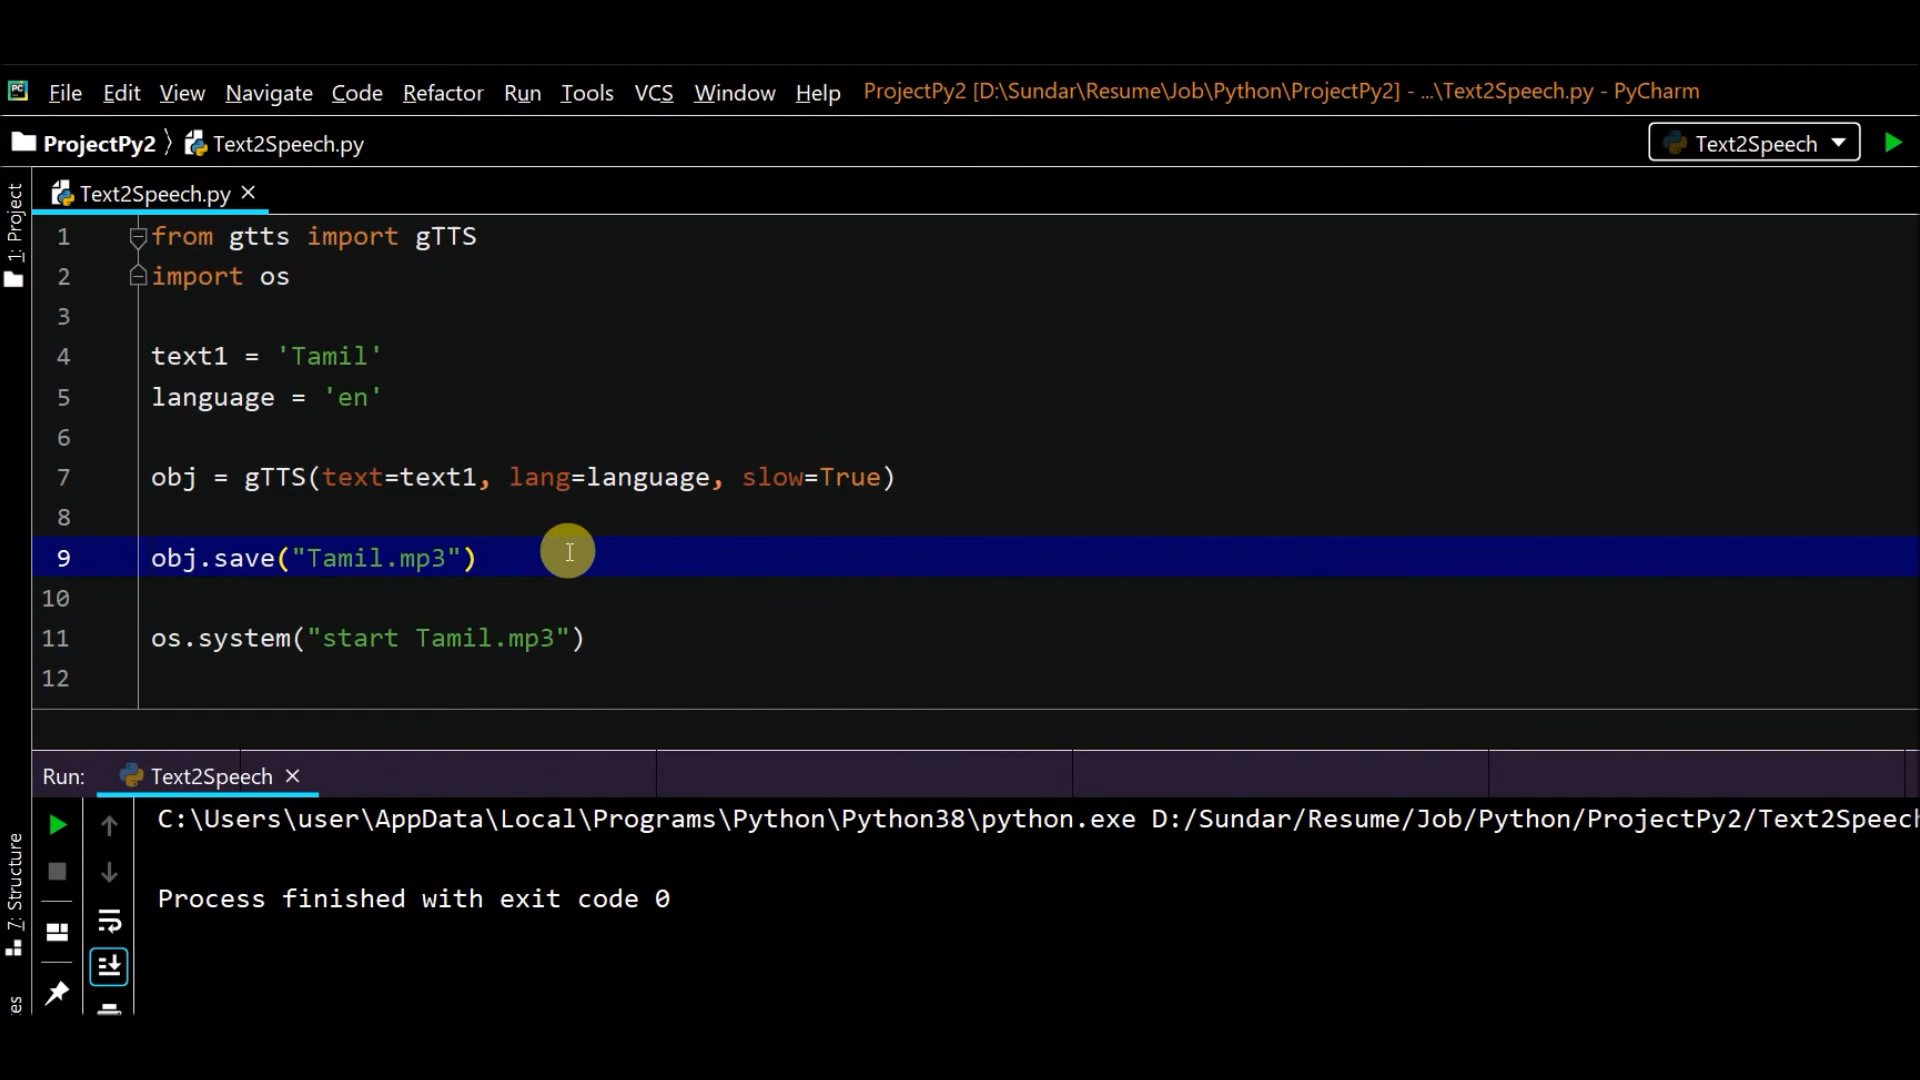 File Edit View Navigate Code Refactor Run Tools VCS Window Help ProjectPy2 [D:\Sundar\Resume\Job\Python\ProjectPy2] - ...\Text2Speech.py - PyCharm
ProjectPy2 Text2Speech.py Text2Speech
Text2Speech.py
1: Project
1 from gtts import gTTS
2 import os
3
4 text1 = 'Tamil'
5 language = 'en'
6
7 obj = gTTS(text=text1, lang=language, slow=True)
8
9 obj.save("Tamil.mp3")
10
11 os.system("start Tamil.mp3")
12
Run: Text2Speech
7: Structure
C:\Users\user\AppData\Local\Programs\Python\Python38\python.exe D:/Sundar/Resume/Job/Python/ProjectPy2/Text2Speech
Process finished with exit code 0